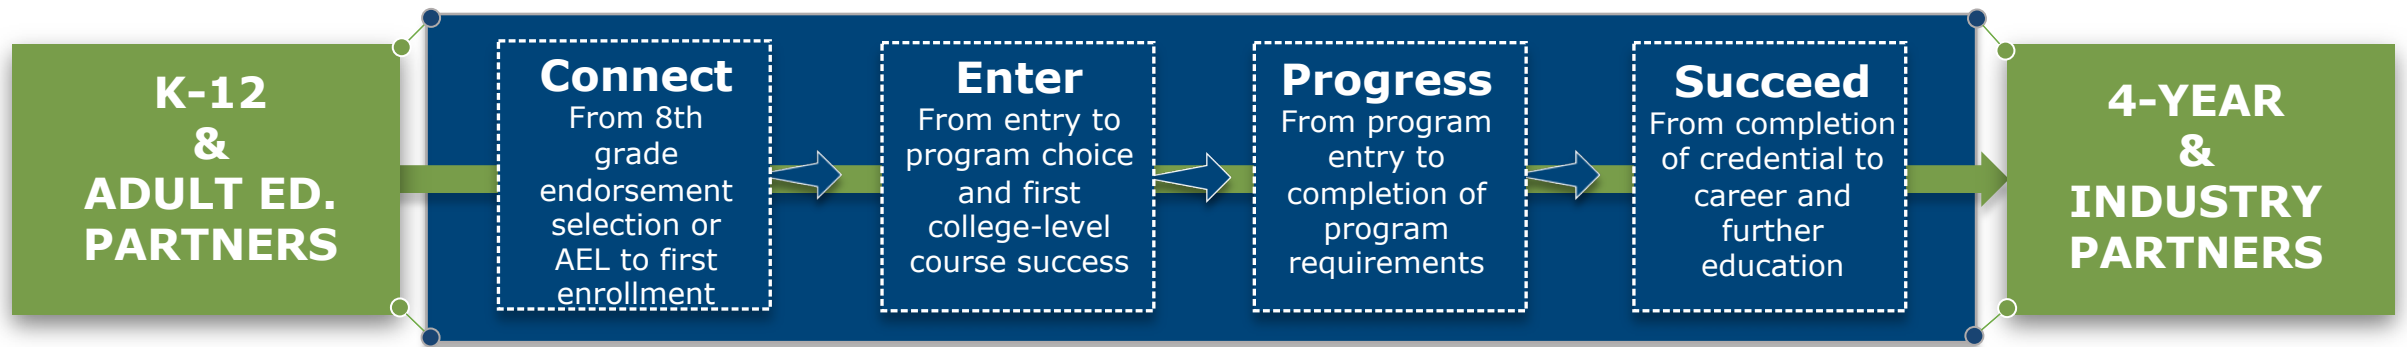 K-12
&
ADULT ED.
PARTNERS
Connect
From 8th
grade
endorsement
selection or
AEL to first
enrollment
Enter
From entry to
program choice
and first
college-level
course success
Progress
From program
entry to
completion of
program
requirements
Succeed
From completion
of credential to
career and
further
education
4-YEAR
&
INDUSTRY
PARTNERS